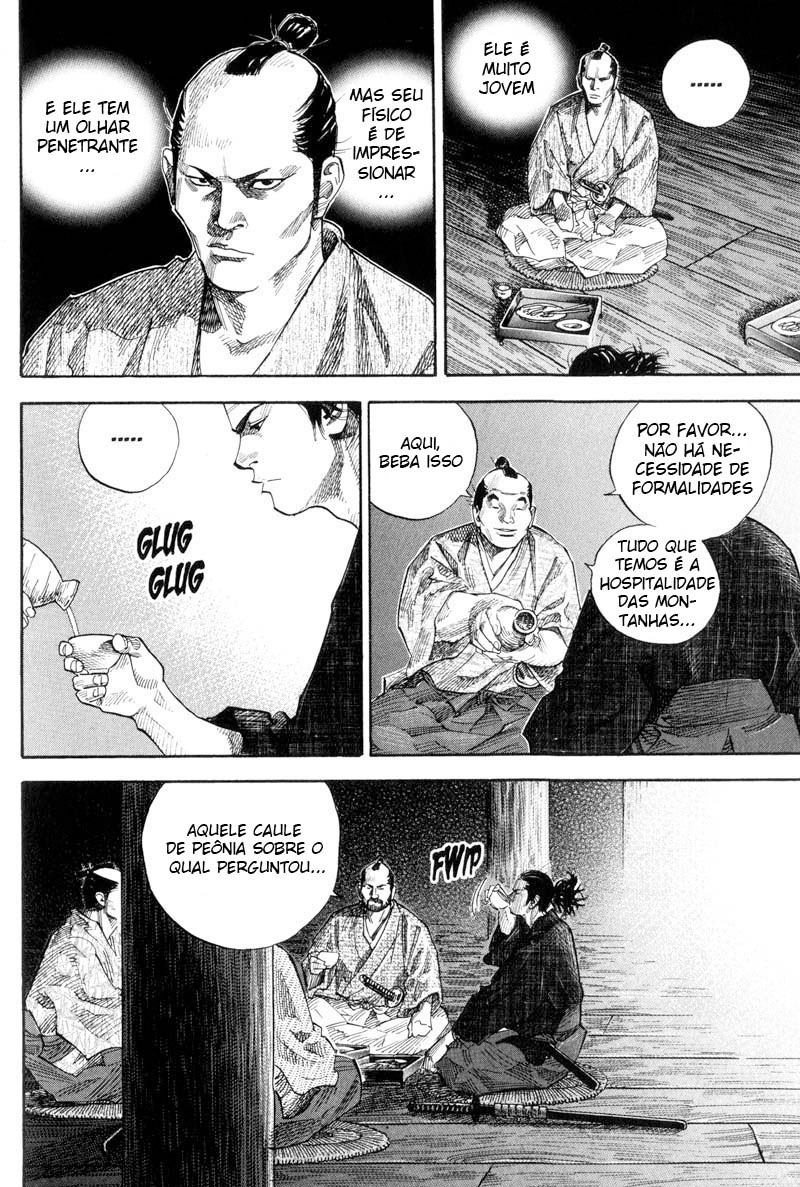 .....
ELE É
MUITO
JOVEM
MAS SEU
FÍSICO
É DE
IMPRES-
SIONAR
...
E ELE TEM
UM OLHAR
PENETRANTE
...
POR FAVOR...
NÃO HÁ NE-
CESSIDADE DE
FORMALIDADES
TUDO QUE
TEMOS É A
HOSPITALIDADE
DAS MON-
TANHAS...
AQUI,
BEBA ISSO
.....
GLUG
GLUG
FWIP
AQUELE CAULE
DE PEÔNIA SOBRE O
QUAL PERGUNTOU...